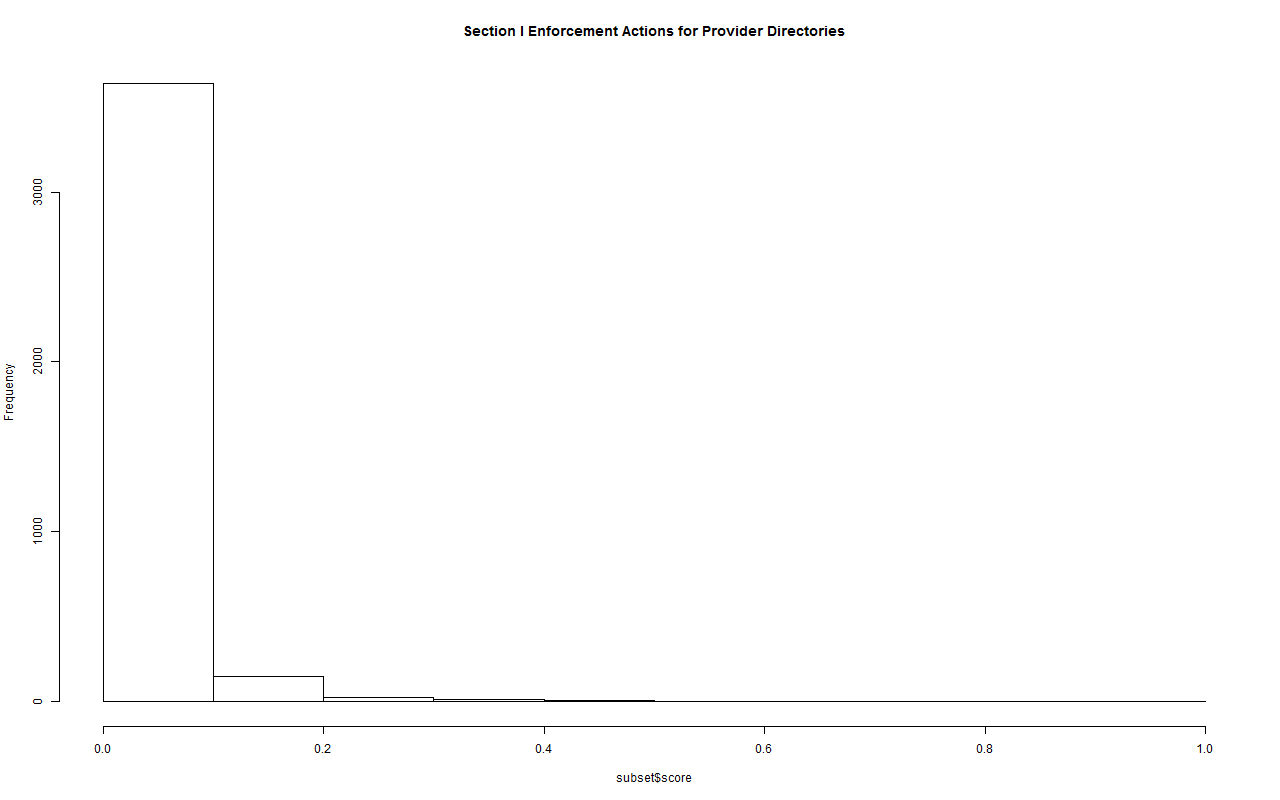 Section I Enforcement Actions for Provider Directories
Frequency
3000
2000
1000
0
0.0 0.2 0.4 0.6 0.8 1.0
subset$score